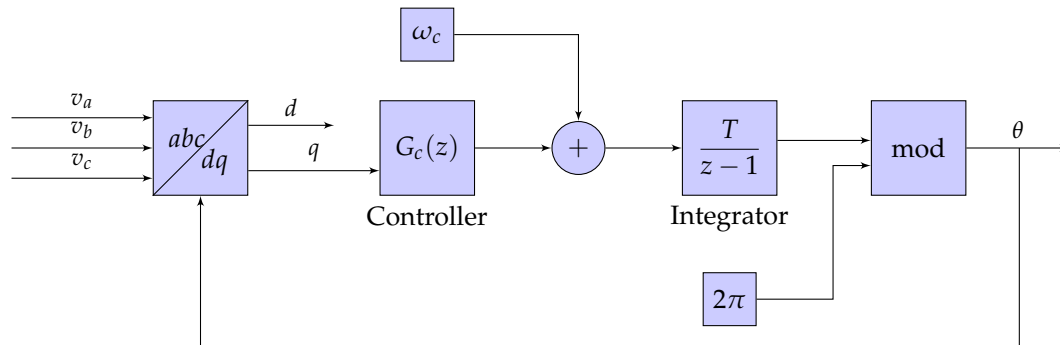 ω_c
v_a
v_b
v_c
abc
dq
d
q
G_c(z)
Controller
+
T
z − 1
Integrator
mod
θ
2π